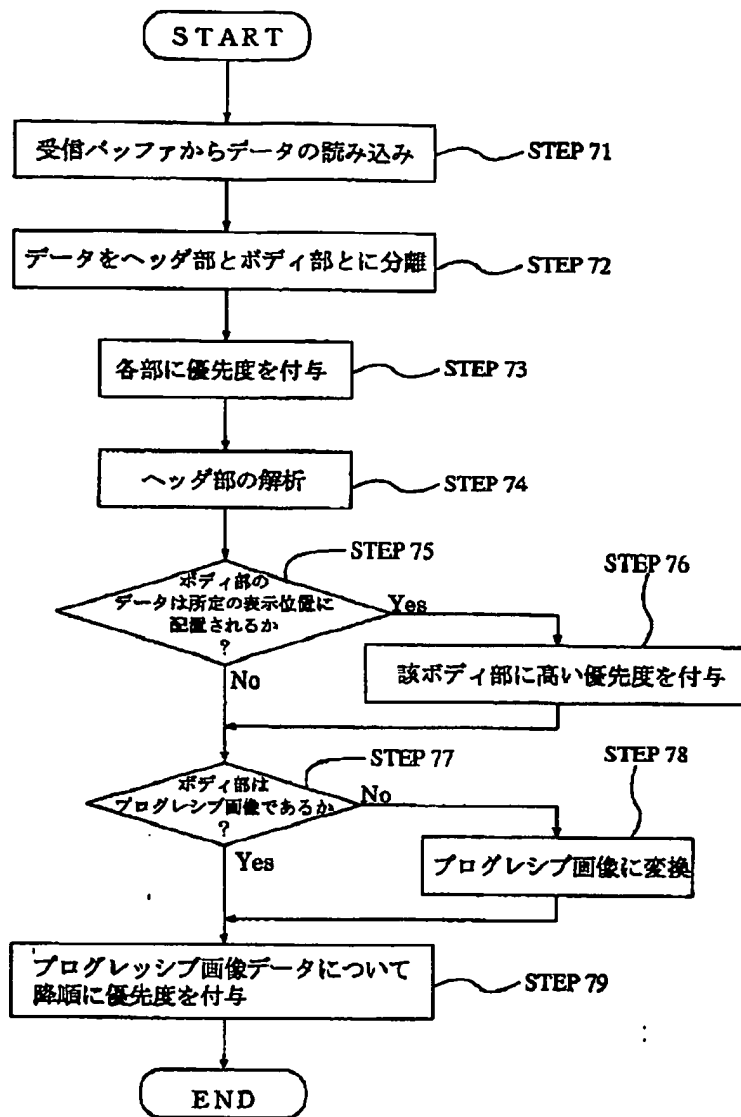 START
受信バッファからデータの読み込み
STEP 71
データをヘッダ部とボディ部とに分離
STEP 72
各部に優先度を付与
STEP 73
ヘッダ部の解析
STEP 74
STEP 75
ボディ部の
データは所定の表示位置に
配置されるか
?
Yes
No
STEP 76
該ボディ部に高い優先度を付与
STEP 77
ボディ部は
プログレシブ画像であるか
?
No
Yes
STEP 78
プログレシブ画像に変換
プログレッシブ画像データについて
降順に優先度を付与
STEP 79
END